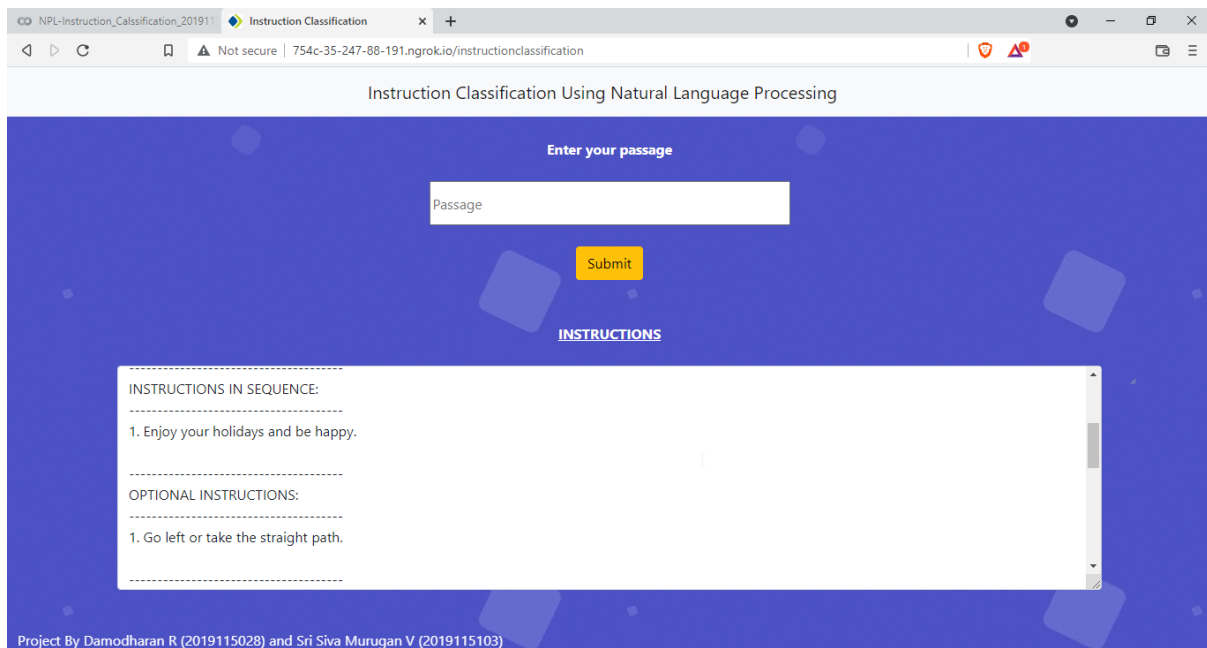 NPL-Instruction_Calssification_20191
Instruction Classification
Not secure | 754c-35-247-88-191.ngrok.io/instructionclassification
Instruction Classification Using Natural Language Processing
Enter your passage
Passage
Submit
INSTRUCTIONS
-------------------------------------
INSTRUCTIONS IN SEQUENCE:
-------------------------------------
1. Enjoy your holidays and be happy.
-------------------------------------
OPTIONAL INSTRUCTIONS:
-------------------------------------
1. Go left or take the straight path.
-------------------------------------
Project By Damodharan R (2019115028) and Sri Siva Murugan V (2019115103)